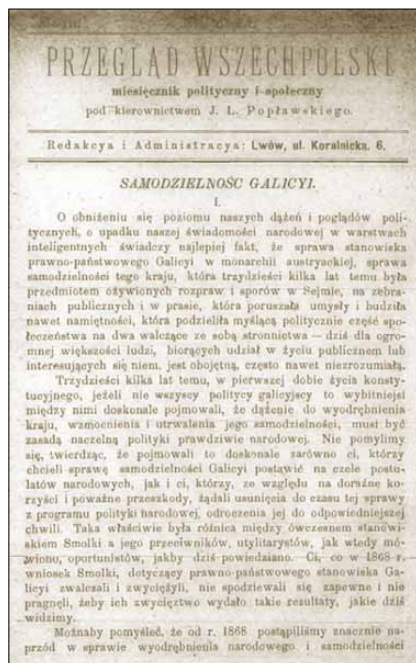 PRZEGLĄD WSZECHPOLSKI
miesięcznik polityczny i społeczny
pod kierownictwem J. L. Popławskiego.
Redakcya i Administracya: Lwów, ul. Koralnicka, 6.
SAMODZIELNOŚC GALICYI.
I.
O obniżeniu się poziomu naszych dążeń i poglądów poli-
tycznych, o upadku naszej świadomości narodowej w warstwach
inteligentnych świadczy najlepiej fakt, że sprawa stanowiska
prawno-państwowego Galicyi w monarchii austryackiej, sprawa
samodzielności tego kraju, która trzydzieści kilka lat temu była
przedmiotem ożywionych rozpraw i sporów w Sejmie, na zebra-
niach publicznych i w prasie, która poruszała umysły i budziła
nawet namiętności, która podzieliła myślącą politycznie część spo-
łeczeństwa na dwa walczące ze sobą stronnictwa — dziś dla ogro-
mnej większości ludzi, biorących udział w życiu publicznem lub
interesujących się niem, jest obojętną, często nawet niezrozumiałą.
Trzydzieści kilka lat temu, w pierwszej dobie życia konsty-
tucyjnego, jeżeli nie wszyscy politycy galicyjscy to wybitniejsi
między nimi doskonale pojmowali, że dążenie do wyodrębnienia
kraju, wzmocnienia i utrwalenia jego samodzielności, musi być
zasadą naczelną polityki prawdziwie narodowej. Nie pomylimy
się, twierdząc, że pojmowali to doskonale zarówno ci, którzy
chcieli sprawę samodzielności Galicyi postawić na czele postu-
latów narodowych, jak i ci, którzy, ze względu na doraźne ko-
rzyści i poważne przeszkody, żądali usunięcia do czasu tej sprawy
z programu polityki narodowej, odroczenia jej do odpowiedniejszej
chwili. Taka właściwie była różnica między ówczesnem stanowi-
skiem Smolki a jego przeciwników, utylitarystów, jak wtedy mó-
wiono, oportunistów, jakby dziś powiedziano. Ci, co w 1868 r.
wniosek Smolki, dotyczący prawno-państwowego stanowiska Ga-
licyi zwalczali i zwyciężyli, nie spodziewali się zapewne i nie
pragnęli, żeby ich zwycięztwo wydało takie rezultaty, jakie dziś
widzimy.
Możnaby pomyśleć, że od r. 1868 postąpiliśmy znacznie na-
przód w sprawie wyodrębnienia narodowego i samodzielności